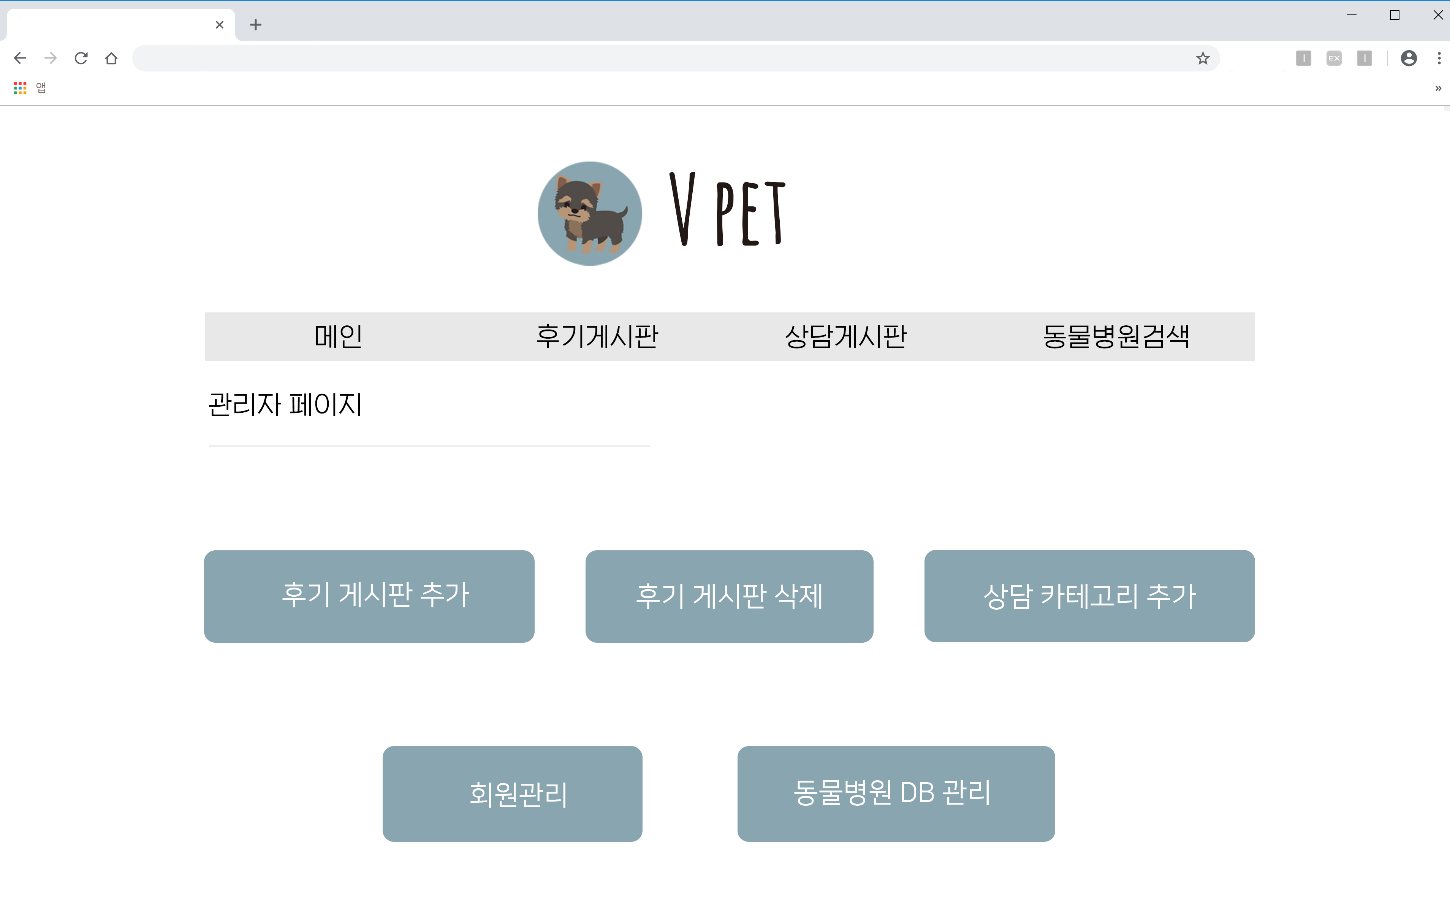 EX
앱
V PET
메인 후기게시판 상담게시판 동물병원검색
관리자 페이지
후기 게시판 추가 후기 게시판 삭제 상담 카테고리 추가
회원관리 동물병원 DB 관리